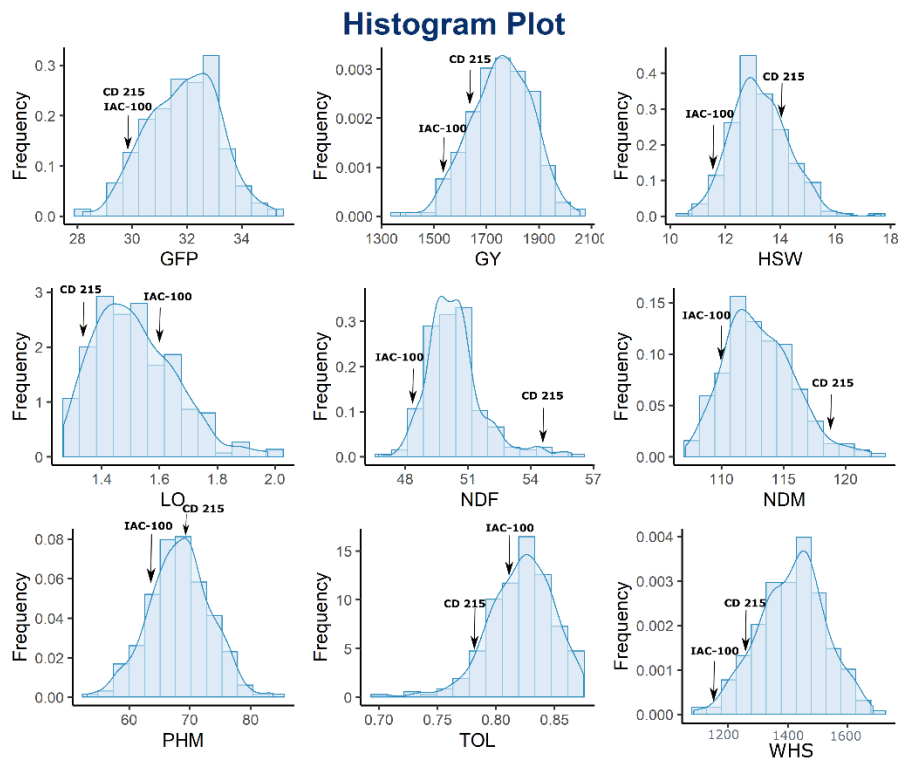 Histogram Plot
Frequency
0.3
0.2
0.1
0.0
CD 215
IAC-100
28 30 32 34
GFP
Frequency
0.003
0.002
0.001
0.000
CD 215
IAC-100
1300 1500 1700 1900 2100
GY
Frequency
0.4
0.3
0.2
0.1
0.0
CD 215
IAC-100
10 12 14 16 18
HSW
Frequency
3
2
1
0
CD 215
IAC-100
1.4 1.6 1.8 2.0
LO
Frequency
0.3
0.2
0.1
0.0
IAC-100
CD 215
48 51 54 57
NDF
Frequency
0.15
0.10
0.05
0.00
IAC-100
CD 215
110 115 120
NDM
Frequency
0.08
0.06
0.04
0.02
0.00
CD 215
IAC-100
60 70 80
PHM
Frequency
15
10
5
0
IAC-100
CD 215
0.70 0.75 0.80 0.85
TOL
Frequency
0.004
0.003
0.002
0.001
0.000
CD 215
IAC-100
1200 1400 1600
WHS